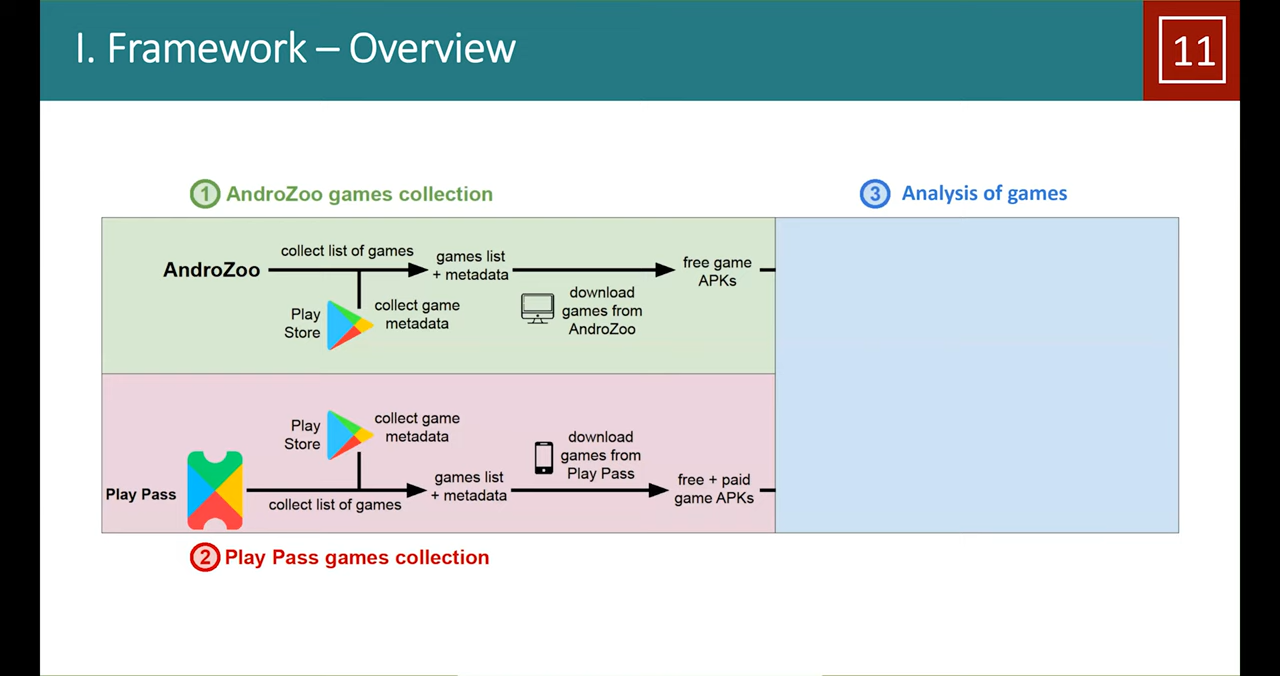 I. Framework – Overview
11
1 AndroZoo games collection
3 Analysis of games
AndroZoo
collect list of games
games list
+ metadata
Play
Store
collect game
metadata
download
games from
AndroZoo
free game
APKs
Play
Store
collect game
metadata
Play Pass
collect list of games
games list
+ metadata
download
games from
Play Pass
free + paid
game APKs
2 Play Pass games collection